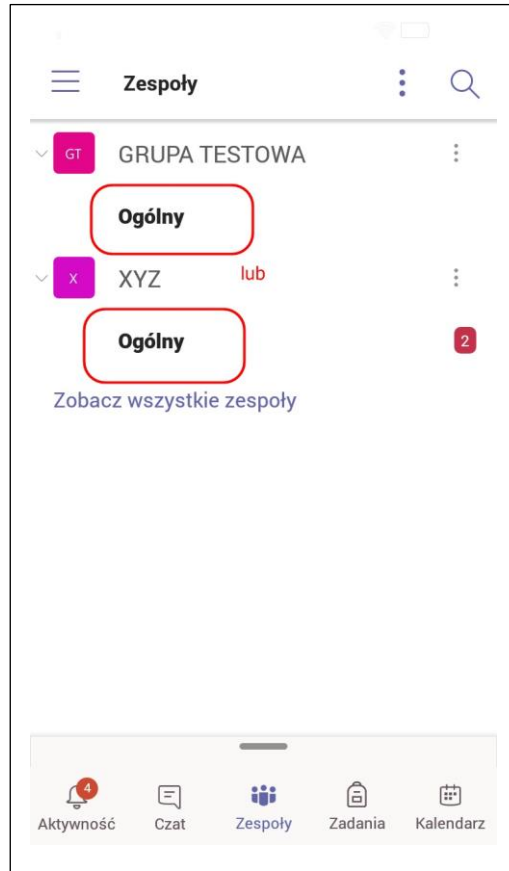 Zespoły
GT GRUPA TESTOWA
Ogólny
X XYZ lub
Ogólny 2
Zobacz wszystkie zespoły
4
Aktywność Czat Zespoły Zadania Kalendarz